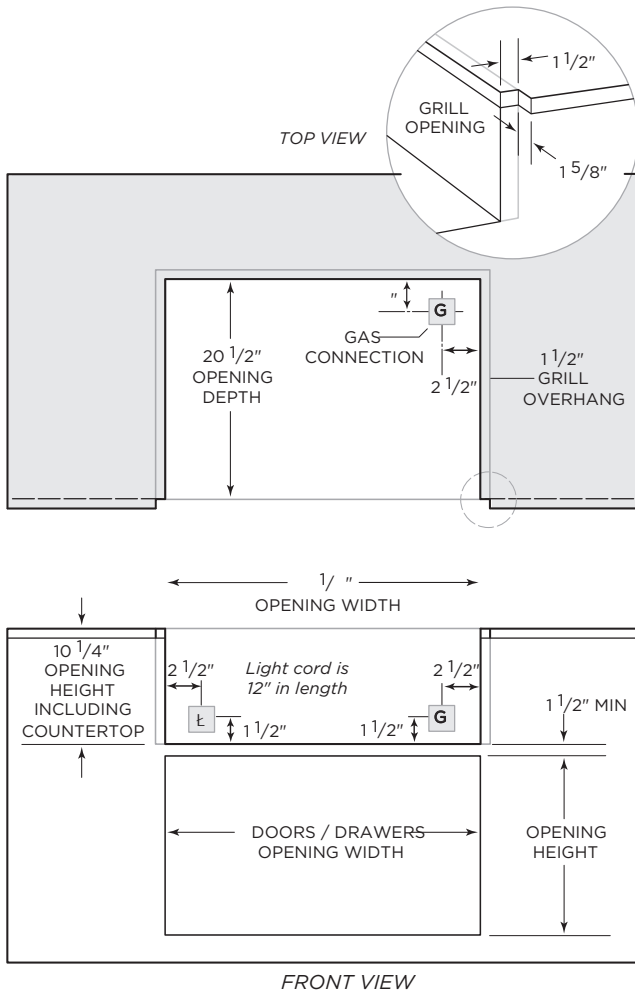 1 1/2"
GRILL
OPENING
TOP VIEW
1 5/8"
"
G
GAS
CONNECTION
20 1/2"
OPENING
DEPTH
2 1/2"
1 1/2"
GRILL
OVERHANG
1/ "
OPENING WIDTH
10 1/4"
OPENING
HEIGHT
INCLUDING
COUNTERTOP
2 1/2"
Light cord is
12" in length
2 1/2"
1 1/2" MIN
Ł
1 1/2"
1 1/2"
G
DOORS / DRAWERS
OPENING WIDTH
OPENING
HEIGHT
FRONT VIEW